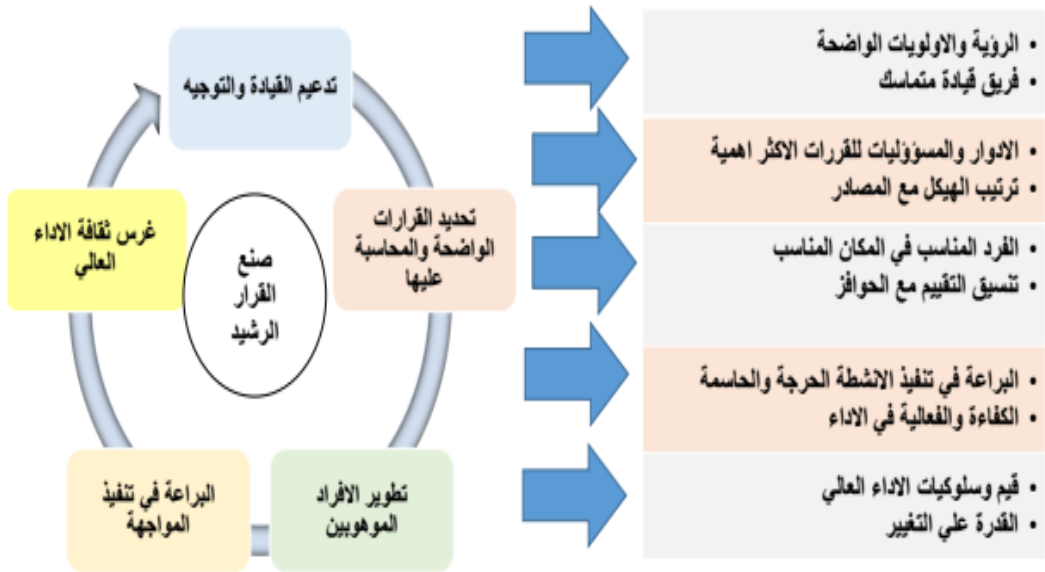 تدعيم القيادة والتوجيه
تحديد القرارات
الواضحة والمحاسبة
عليها
تطوير الافراد
الموهوبين
البراعة في تنفيذ
المواجهة
غرس ثقافة الاداء
العالي
صنع
القرار
الرشيد
• الرؤية والاولويات الواضحة
• فريق قيادة متماسك
• الادوار والمسؤوليات للقررات الاكثر اهمية
• ترتيب الهيكل مع المصادر
• الفرد المناسب في المكان المناسب
• تنسيق التقييم مع الحوافز
• البراعة في تنفيذ الانشطة الحرجة والحاسمة
• الكفاءة والفعالية في الاداء
• قيم وسلوكيات الاداء العالي
• القدرة علي التغيير